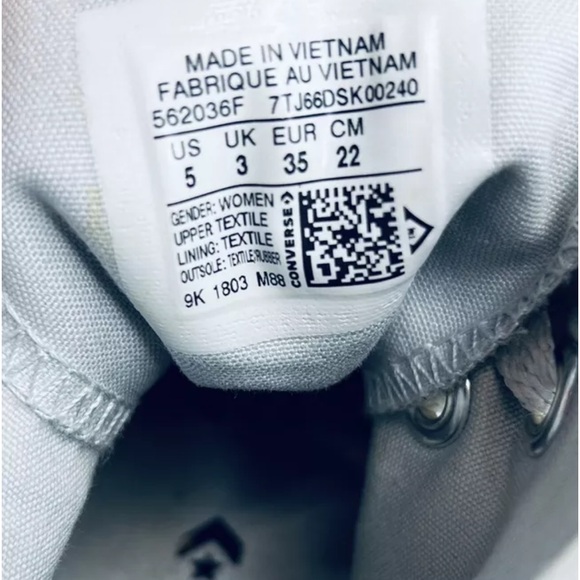 MADE IN VIETNAM
FABRIQUE AU VIETNAM
562036F 7TJ66DSK00240
US UK EUR CM
5 3 35 22
GENDER: WOMEN
UPPER TEXTILE
LINING: TEXTILE
OUTSOLE: TEXTILE/RUBBER
9K 1803 M88
CONVERSE